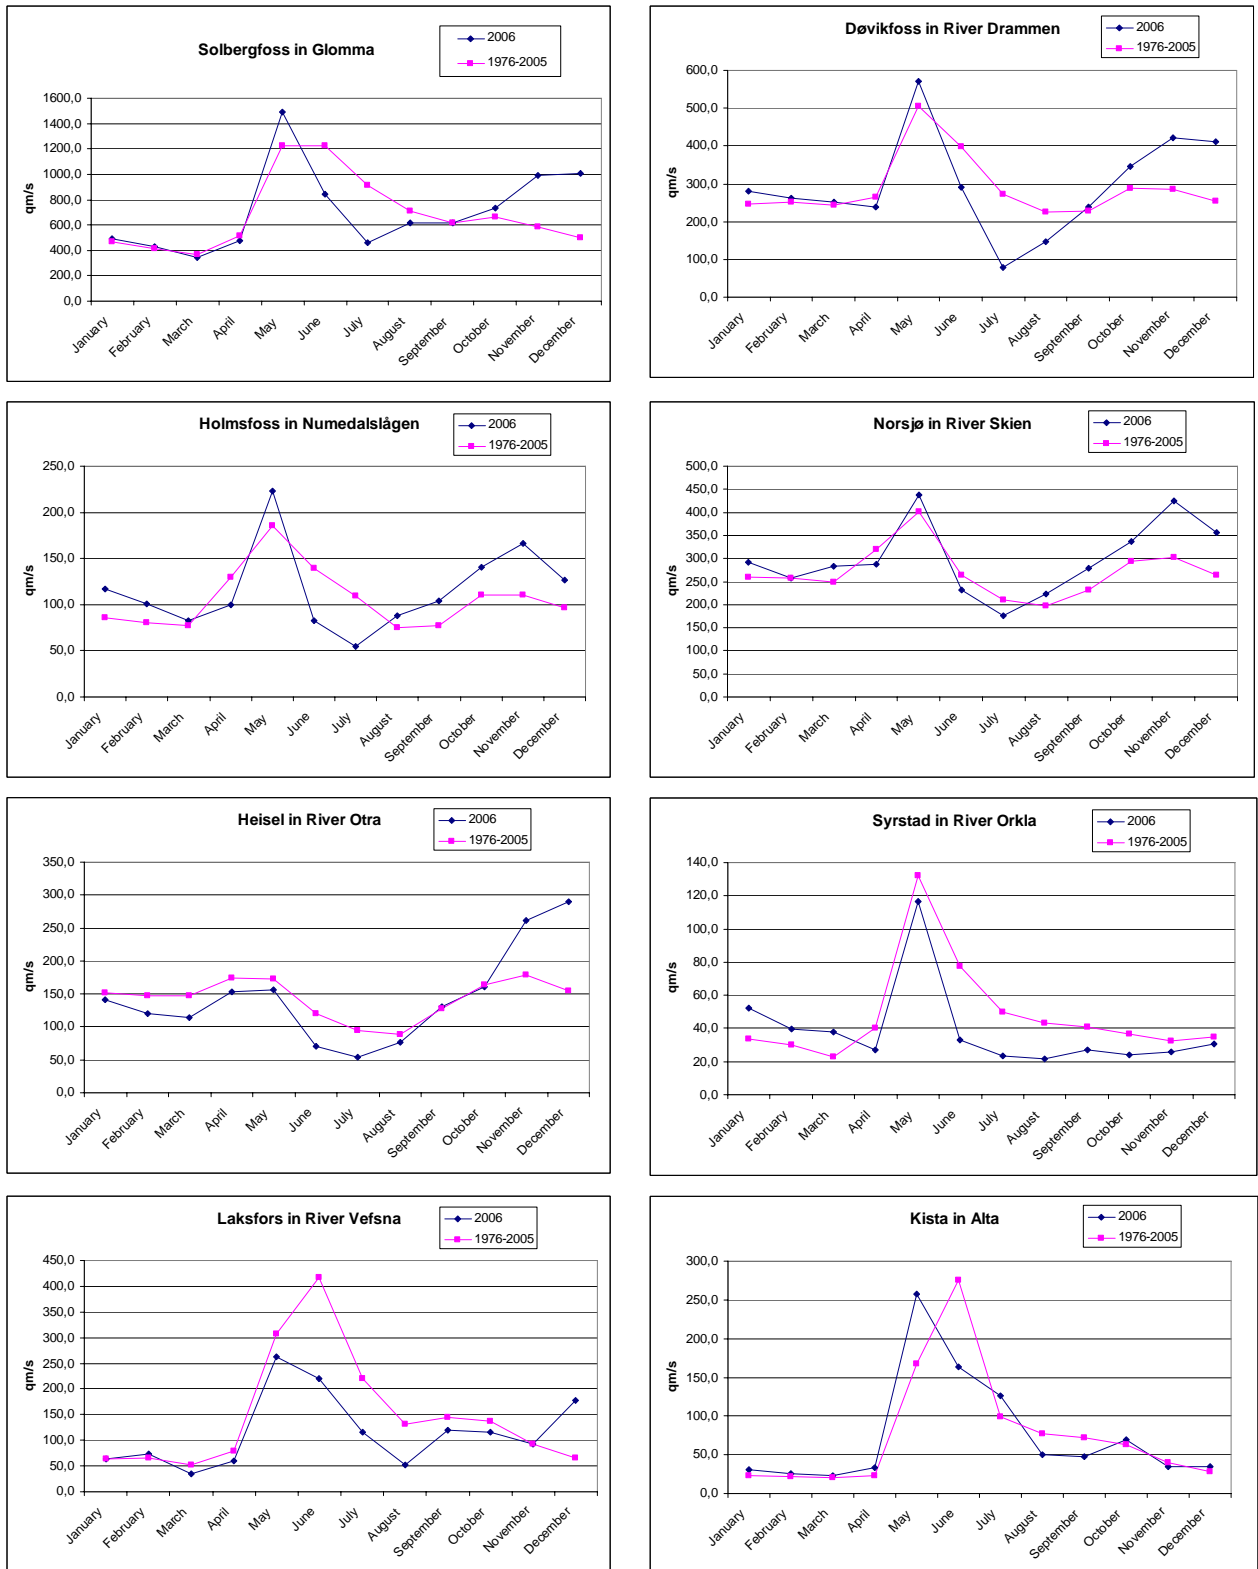 Solbergfoss in Glomma
2006
1976-2005
qm/s
1600,0
1400,0
1200,0
1000,0
800,0
600,0
400,0
200,0
0,0
January
February
March
April
May
June
July
August
September
October
November
December
Døvikfoss in River Drammen
2006
1976-2005
600,0
500,0
400,0
300,0
200,0
100,0
0,0
January
February
March
April
May
June
July
August
September
October
November
December
Holmsfoss in Numedalslågen
2006
1976-2005
250,0
200,0
150,0
100,0
50,0
0,0
January
February
March
April
May
June
July
August
September
October
November
December
Norsjø in River Skien
2006
1976-2005
500,0
450,0
400,0
350,0
300,0
250,0
200,0
150,0
100,0
50,0
0,0
January
February
March
April
May
June
July
August
September
October
November
December
Heisel in River Otra
2006
1976-2005
qm/s
350,0
300,0
250,0
200,0
150,0
100,0
50,0
0,0
January
February
March
April
May
June
July
August
September
October
November
December
Syrstad in River Orkla
2006
1976-2005
qm/s
140,0
120,0
100,0
80,0
60,0
40,0
20,0
0,0
January
February
March
April
May
June
July
August
September
October
November
December
Laksfors in River Vefsna
2006
1976-2005
qm/s
450,0
400,0
350,0
300,0
250,0
200,0
150,0
100,0
50,0
0,0
January
February
March
April
May
June
July
August
September
October
November
December
Kista in Alta
2006
1976-2005
qm/s
300,0
250,0
200,0
150,0
100,0
50,0
0,0
January
February
March
April
May
June
July
August
September
October
November
December